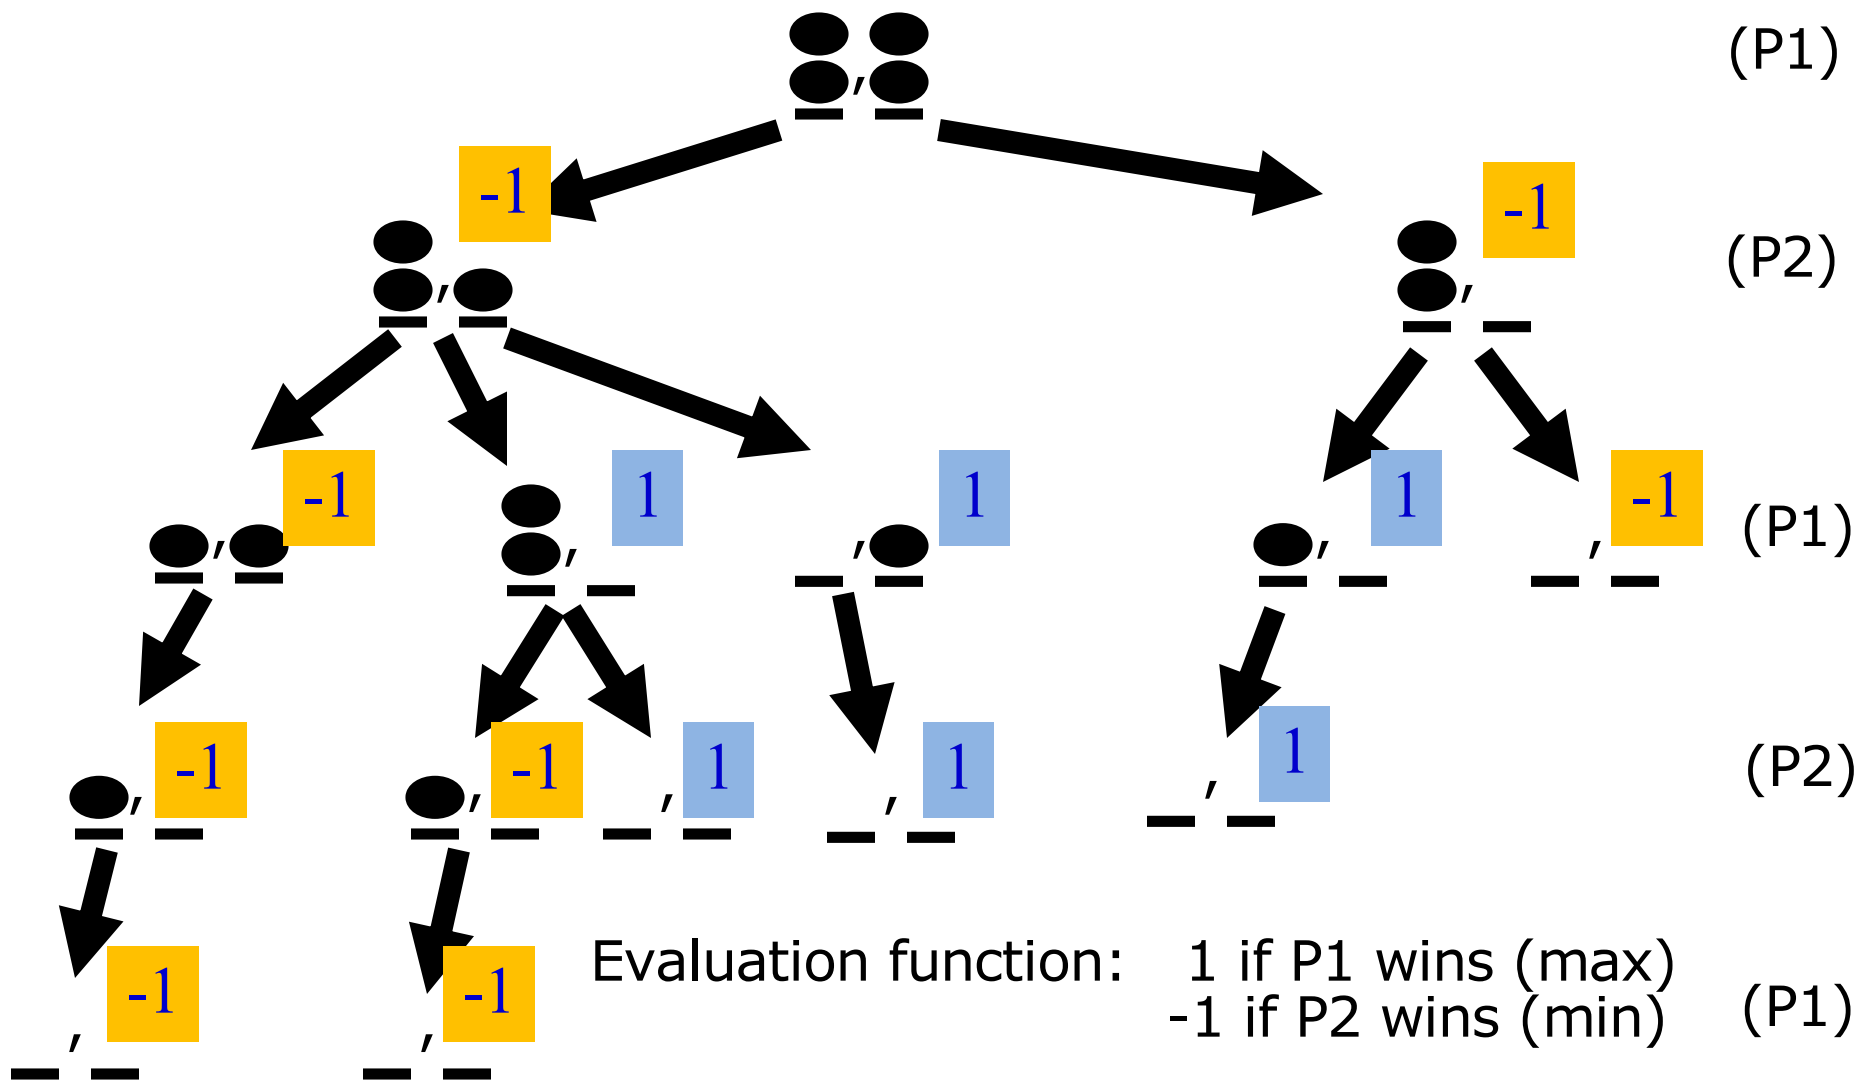 , (P1)
-1 -1
, , (P2)
-1 1 1 1 -1
, , , , , (P1)
-1 -1 1 1 1
, , , , , (P2)
Evaluation function: 1 if P1 wins (max)
-1 -1 -1 if P2 wins (min)
, , (P1)